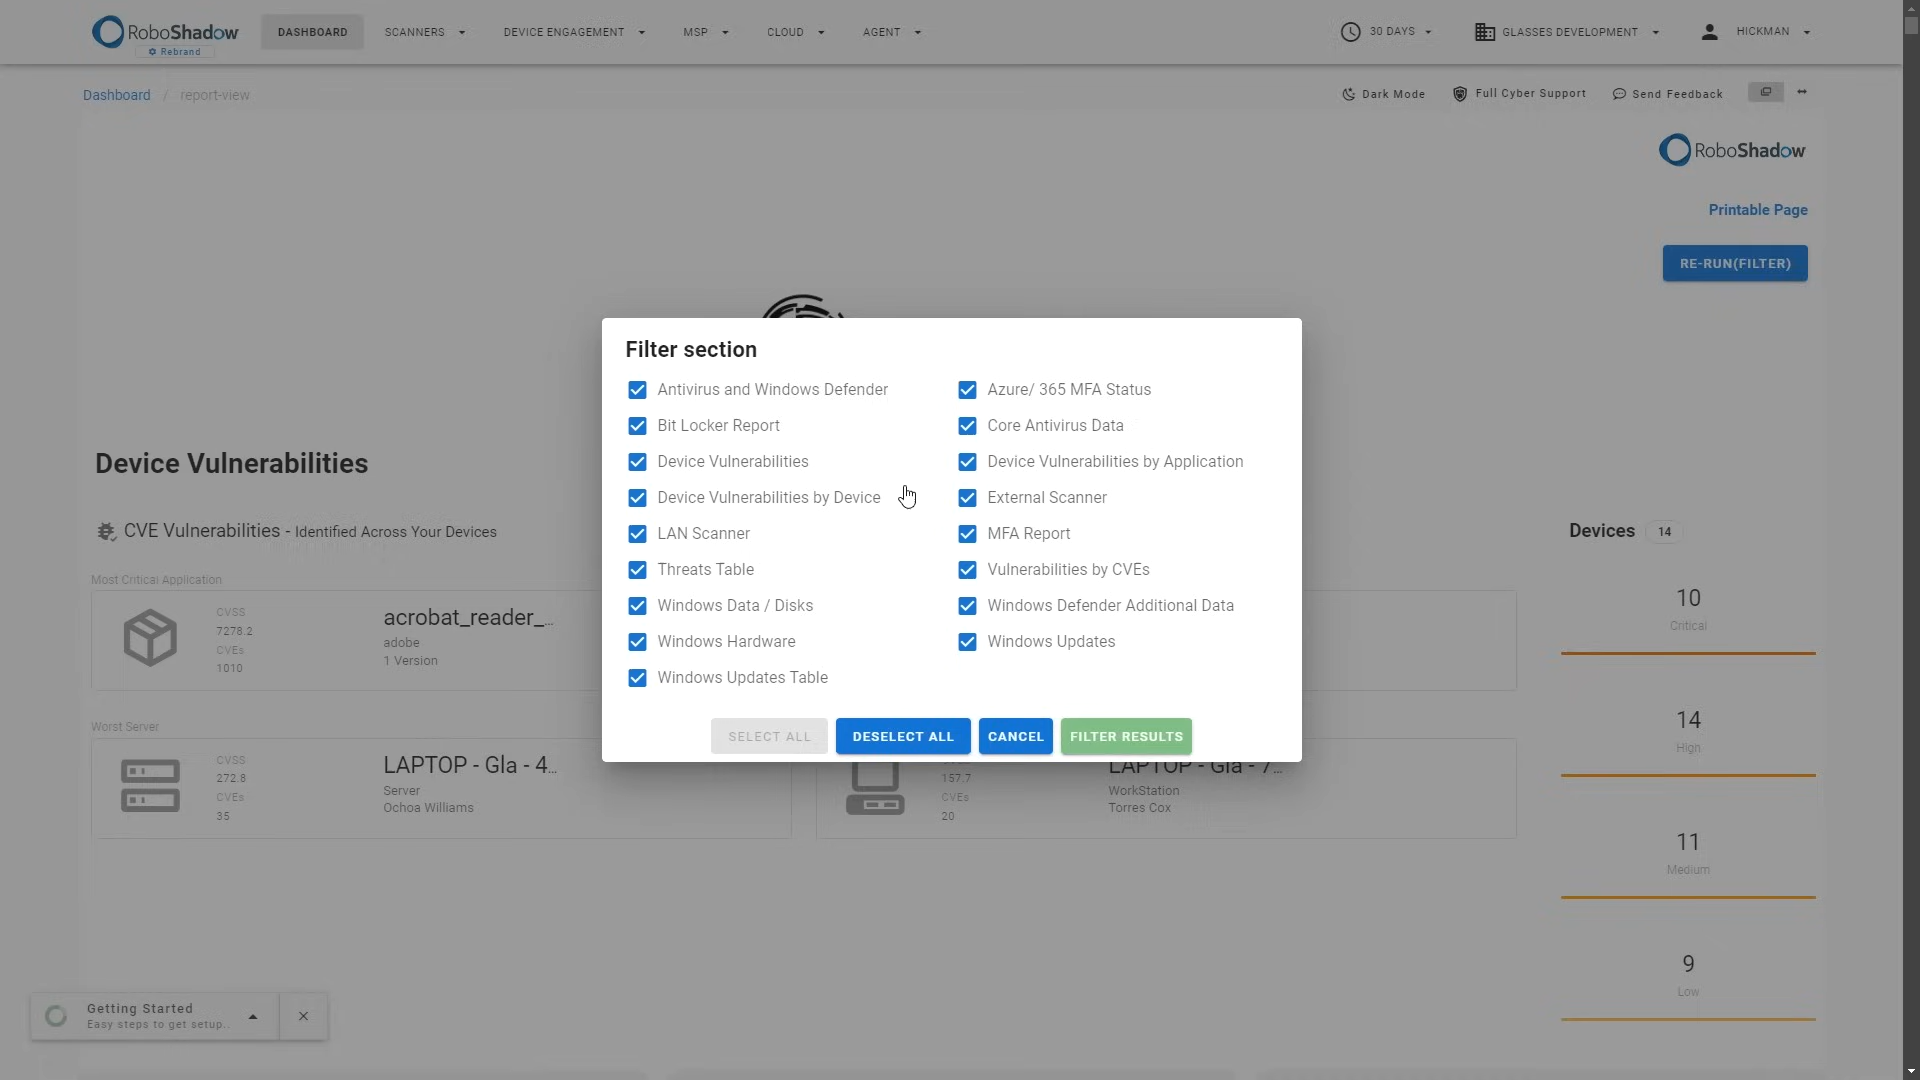 RoboShadow
Rebrand
DASHBOARD
SCANNERS
DEVICE ENGAGEMENT
MSP
CLOUD
AGENT
30 DAYS
GLASSES DEVELOPMENT
HICKMAN
Dashboard / report-view
Dark Mode
Full Cyber Support
Send Feedback
RoboShadow
Printable Page
RE-RUN(FILTER)
Filter section
Antivirus and Windows Defender
Azure/ 365 MFA Status
Bit Locker Report
Core Antivirus Data
Device Vulnerabilities
Device Vulnerabilities by Application
Device Vulnerabilities by Device
External Scanner
LAN Scanner
MFA Report
Threats Table
Vulnerabilities by CVEs
Windows Data / Disks
Windows Defender Additional Data
Windows Hardware
Windows Updates
Windows Updates Table
SELECT ALL
DESELECT ALL
CANCEL
FILTER RESULTS
Device Vulnerabilities
CVE Vulnerabilities - Identified Across Your Devices
Most Critical Application
CVSS
7278.2
CVEs
1010
acrobat_reader_...
adobe
1 Version
Worst Server
CVSS
272.8
CVEs
35
LAPTOP - Gla - 4...
Server
Ochoa Williams
157.7
CVEs
20
LAPTOP - Gla - 7...
WorkStation
Torres Cox
Devices 14
10
Critical
14
High
11
Medium
9
Low
Getting Started
Easy steps to get setup..